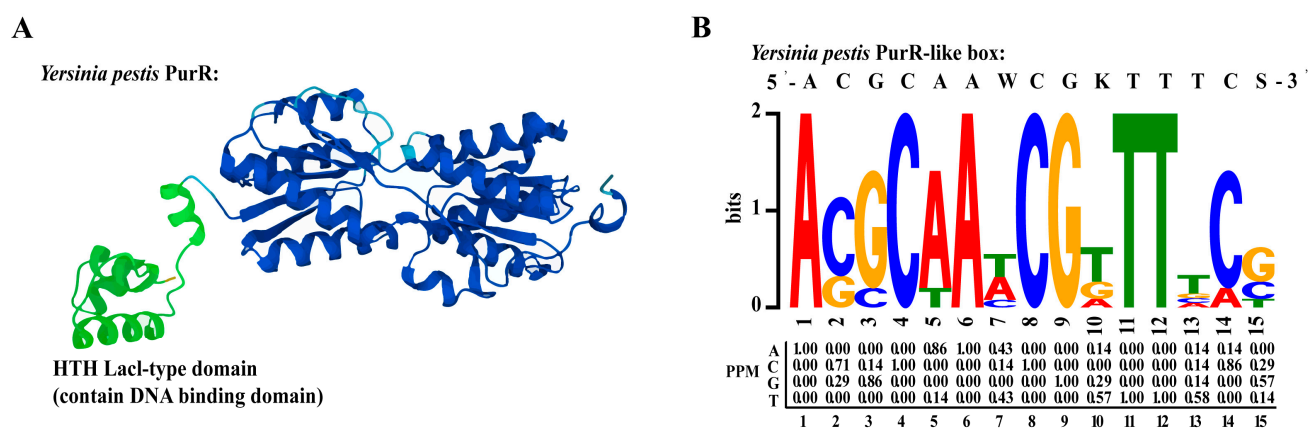 A
Yersinia pestis PurR:
HTH LacI-type domain
(contain DNA binding domain)
B
Yersinia pestis PurR-like box:
5'-A C G C A A W C G K T T T C S-3'
2
bits
1
0
A C G C A A T C G T T T T C G
G C T A G G A C
C A C T
1 2 3 4 5 6 7 8 9 10 11 12 13 14 15
PPM
A 1.00 0.00 0.00 0.00 0.86 1.00 0.43 0.00 0.00 0.14 0.00 0.00 0.14 0.14 0.00
C 0.00 0.71 0.14 1.00 0.00 0.00 0.14 1.00 0.00 0.00 0.00 0.00 0.14 0.86 0.29
G 0.00 0.29 0.86 0.00 0.00 0.00 0.00 0.00 1.00 0.29 0.00 0.00 0.14 0.00 0.57
T 0.00 0.00 0.00 0.00 0.14 0.00 0.43 0.00 0.00 0.57 1.00 1.00 0.58 0.00 0.14
1 2 3 4 5 6 7 8 9 10 11 12 13 14 15